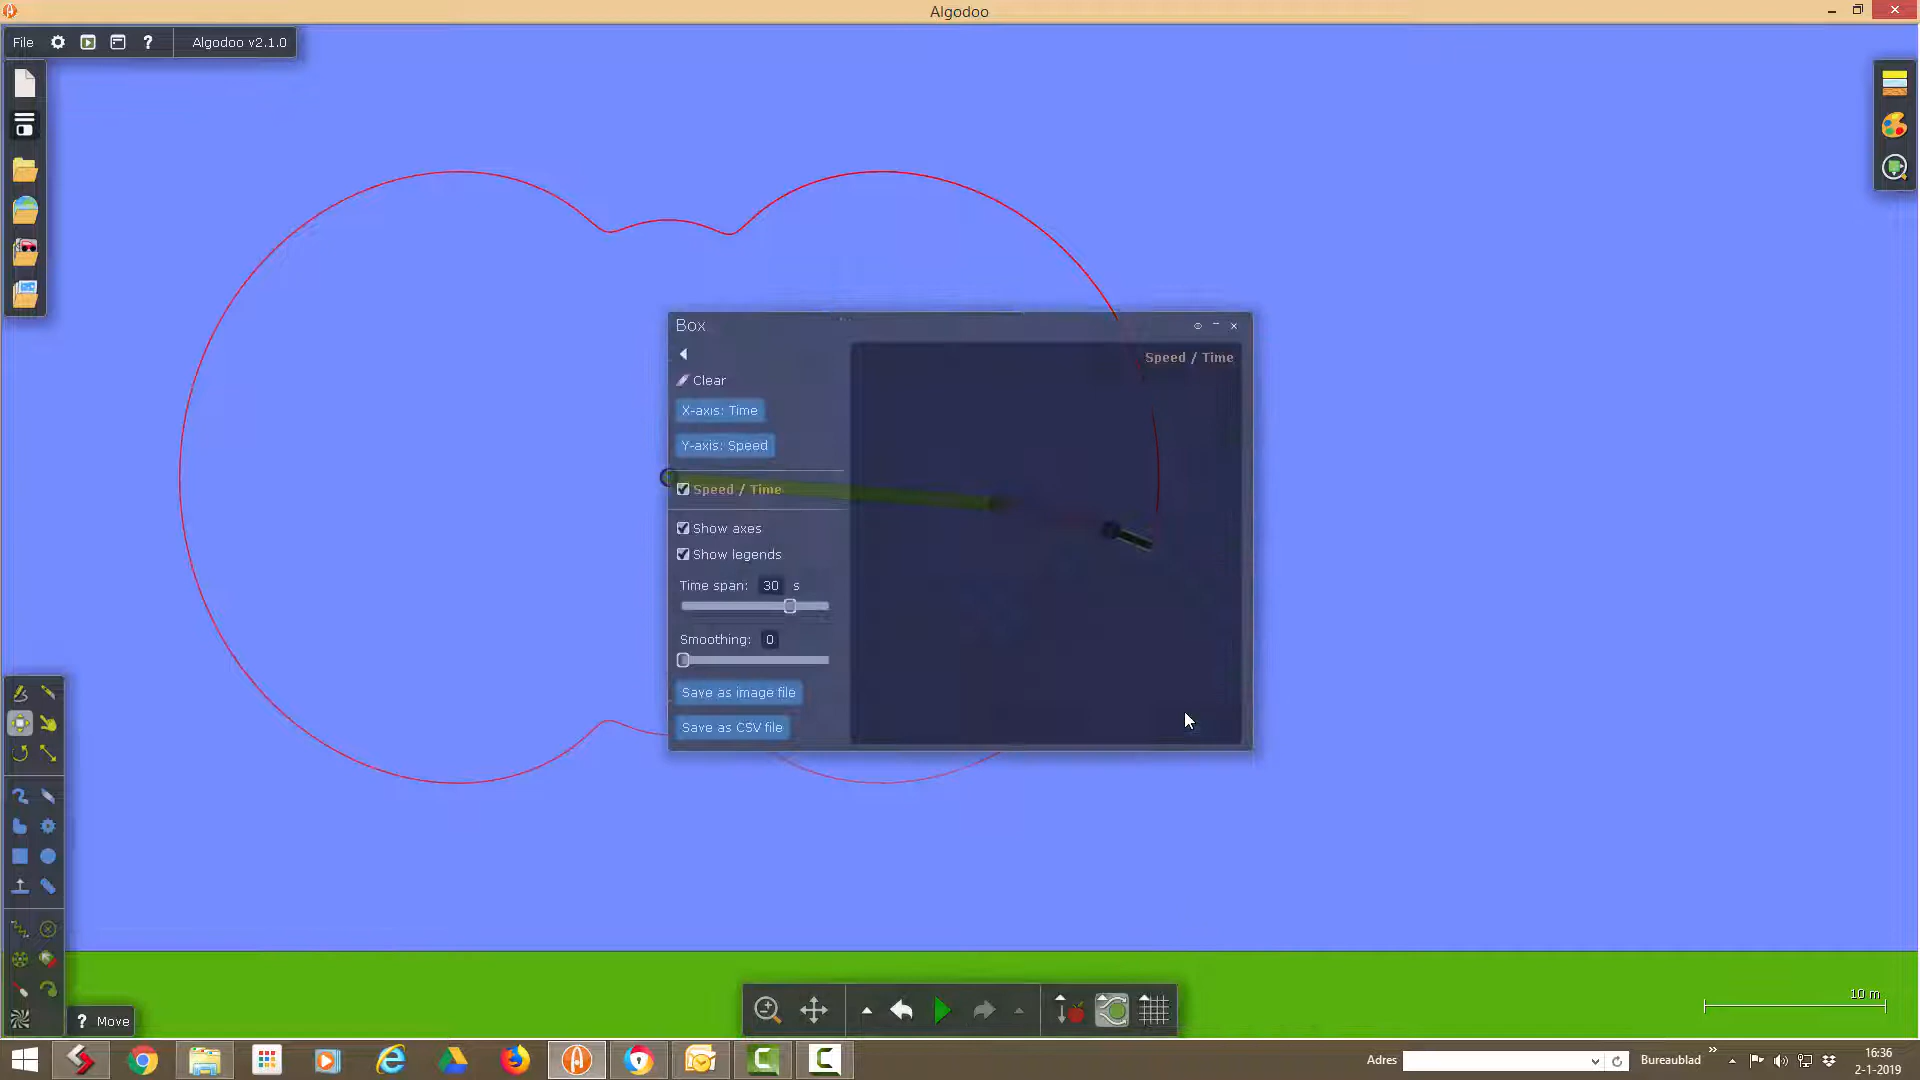 Algodoo
File
?
Algodoo v2.1.0
Box
Speed / Time
Clear
X-axis: Time
Y-axis: Speed
Speed / Time
Show axes
Show legends
Time span: 30 s
Smoothing: 0
Save as image file
Save as CSV file
10 m
? Move
Adres
Bureaublad
16:36
2-1-2019